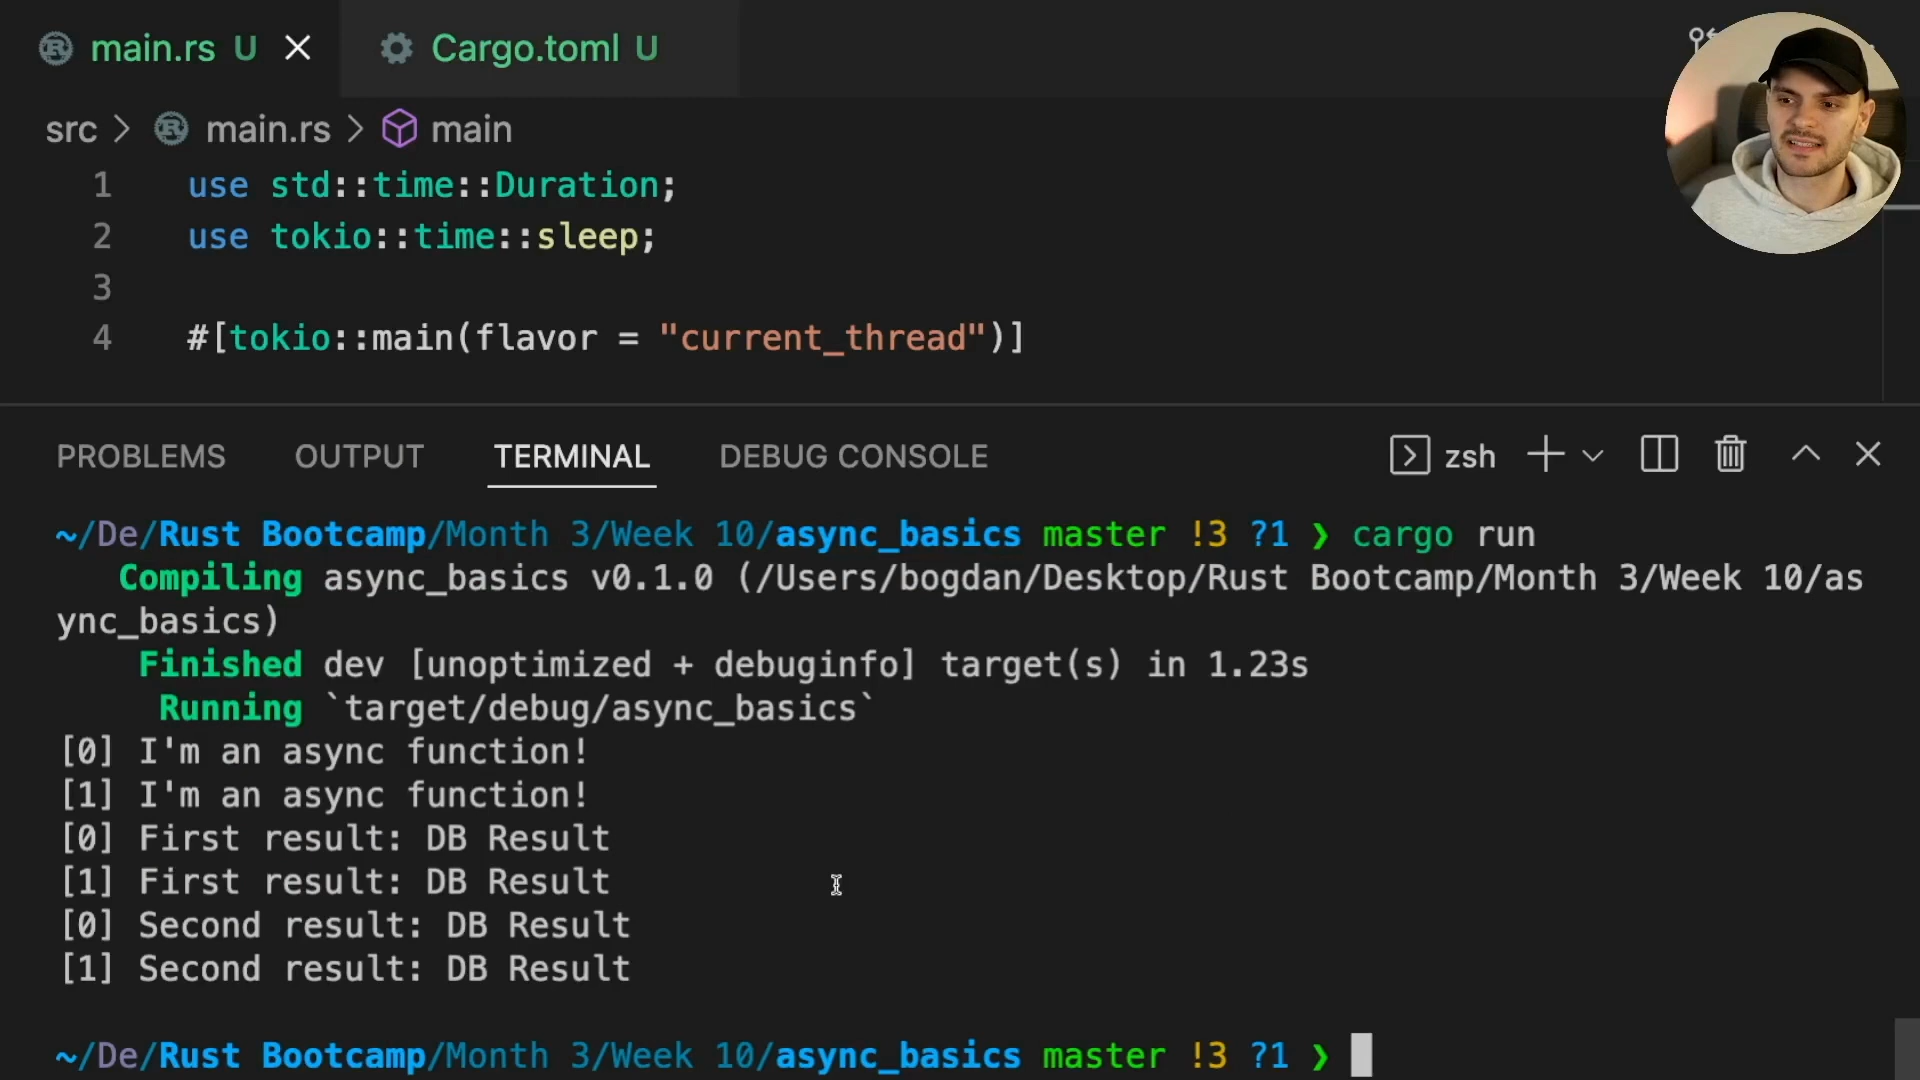 main.rs U
Cargo.toml U
src > main.rs > main
1 use std::time::Duration;
2 use tokio::time::sleep;
3
4 #[tokio::main(flavor = "current_thread")]
PROBLEMS OUTPUT TERMINAL DEBUG CONSOLE zsh
~/De/Rust Bootcamp/Month 3/Week 10/async_basics master !3 ?1 ❯ cargo run
Compiling async_basics v0.1.0 (/Users/bogdan/Desktop/Rust Bootcamp/Month 3/Week 10/as
ync_basics)
Finished dev [unoptimized + debuginfo] target(s) in 1.23s
Running `target/debug/async_basics`
[0] I'm an async function!
[1] I'm an async function!
[0] First result: DB Result
[1] First result: DB Result
[0] Second result: DB Result
[1] Second result: DB Result
~/De/Rust Bootcamp/Month 3/Week 10/async_basics master !3 ?1 ❯